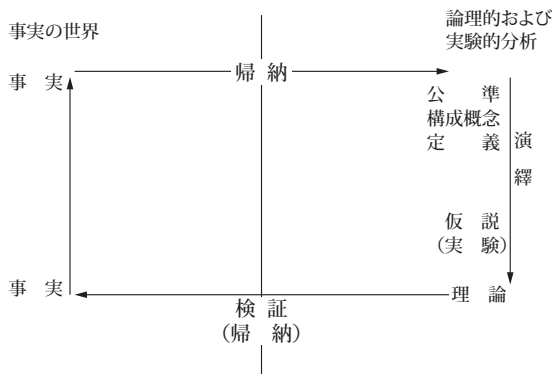 事実の世界
論理的および
実験的分析
事　実
帰　納
公　　準
構成概念
定　　義
演　繹
仮　説
（実　験）
事　実
理　論
検　証
（帰　納）